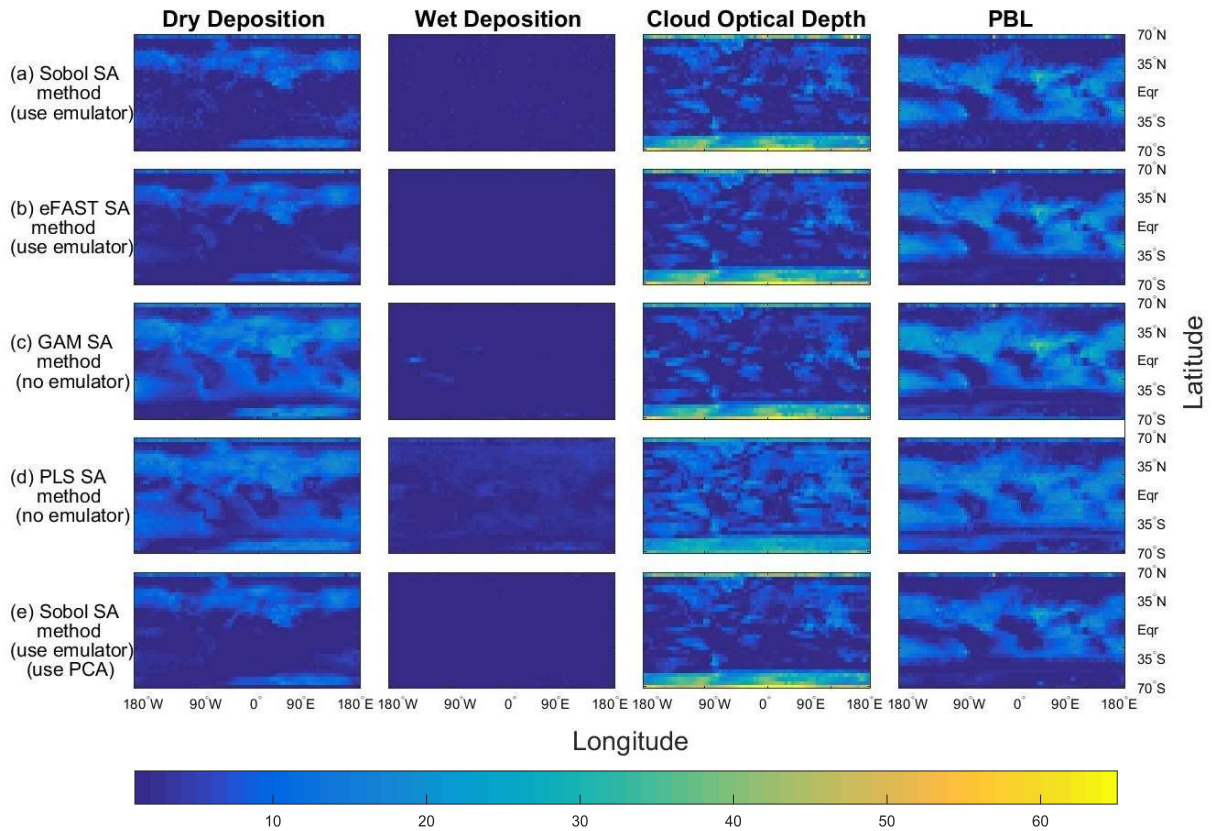 Dry Deposition Wet Deposition Cloud Optical Depth PBL
(a) Sobol SA
method
(use emulator)
70°N
35°N
Eqr
35°S
70°S
(b) eFAST SA
method
(use emulator)
70°N
35°N
Eqr
35°S
70°S
(c) GAM SA
method
(no emulator)
70°N
35°N
Eqr
35°S
70°S
(d) PLS SA
method
(no emulator)
70°N
35°N
Eqr
35°S
70°S
(e) Sobol SA
method
(use emulator)
(use PCA)
70°N
35°N
Eqr
35°S
70°S
Latitude
180°W 90°W 0° 90°E 180°E 90°W 0° 90°E 180°W 90°W 0° 90°E 180°W 90°W 0° 90°E 180°E
Longitude
10 20 30 40 50 60